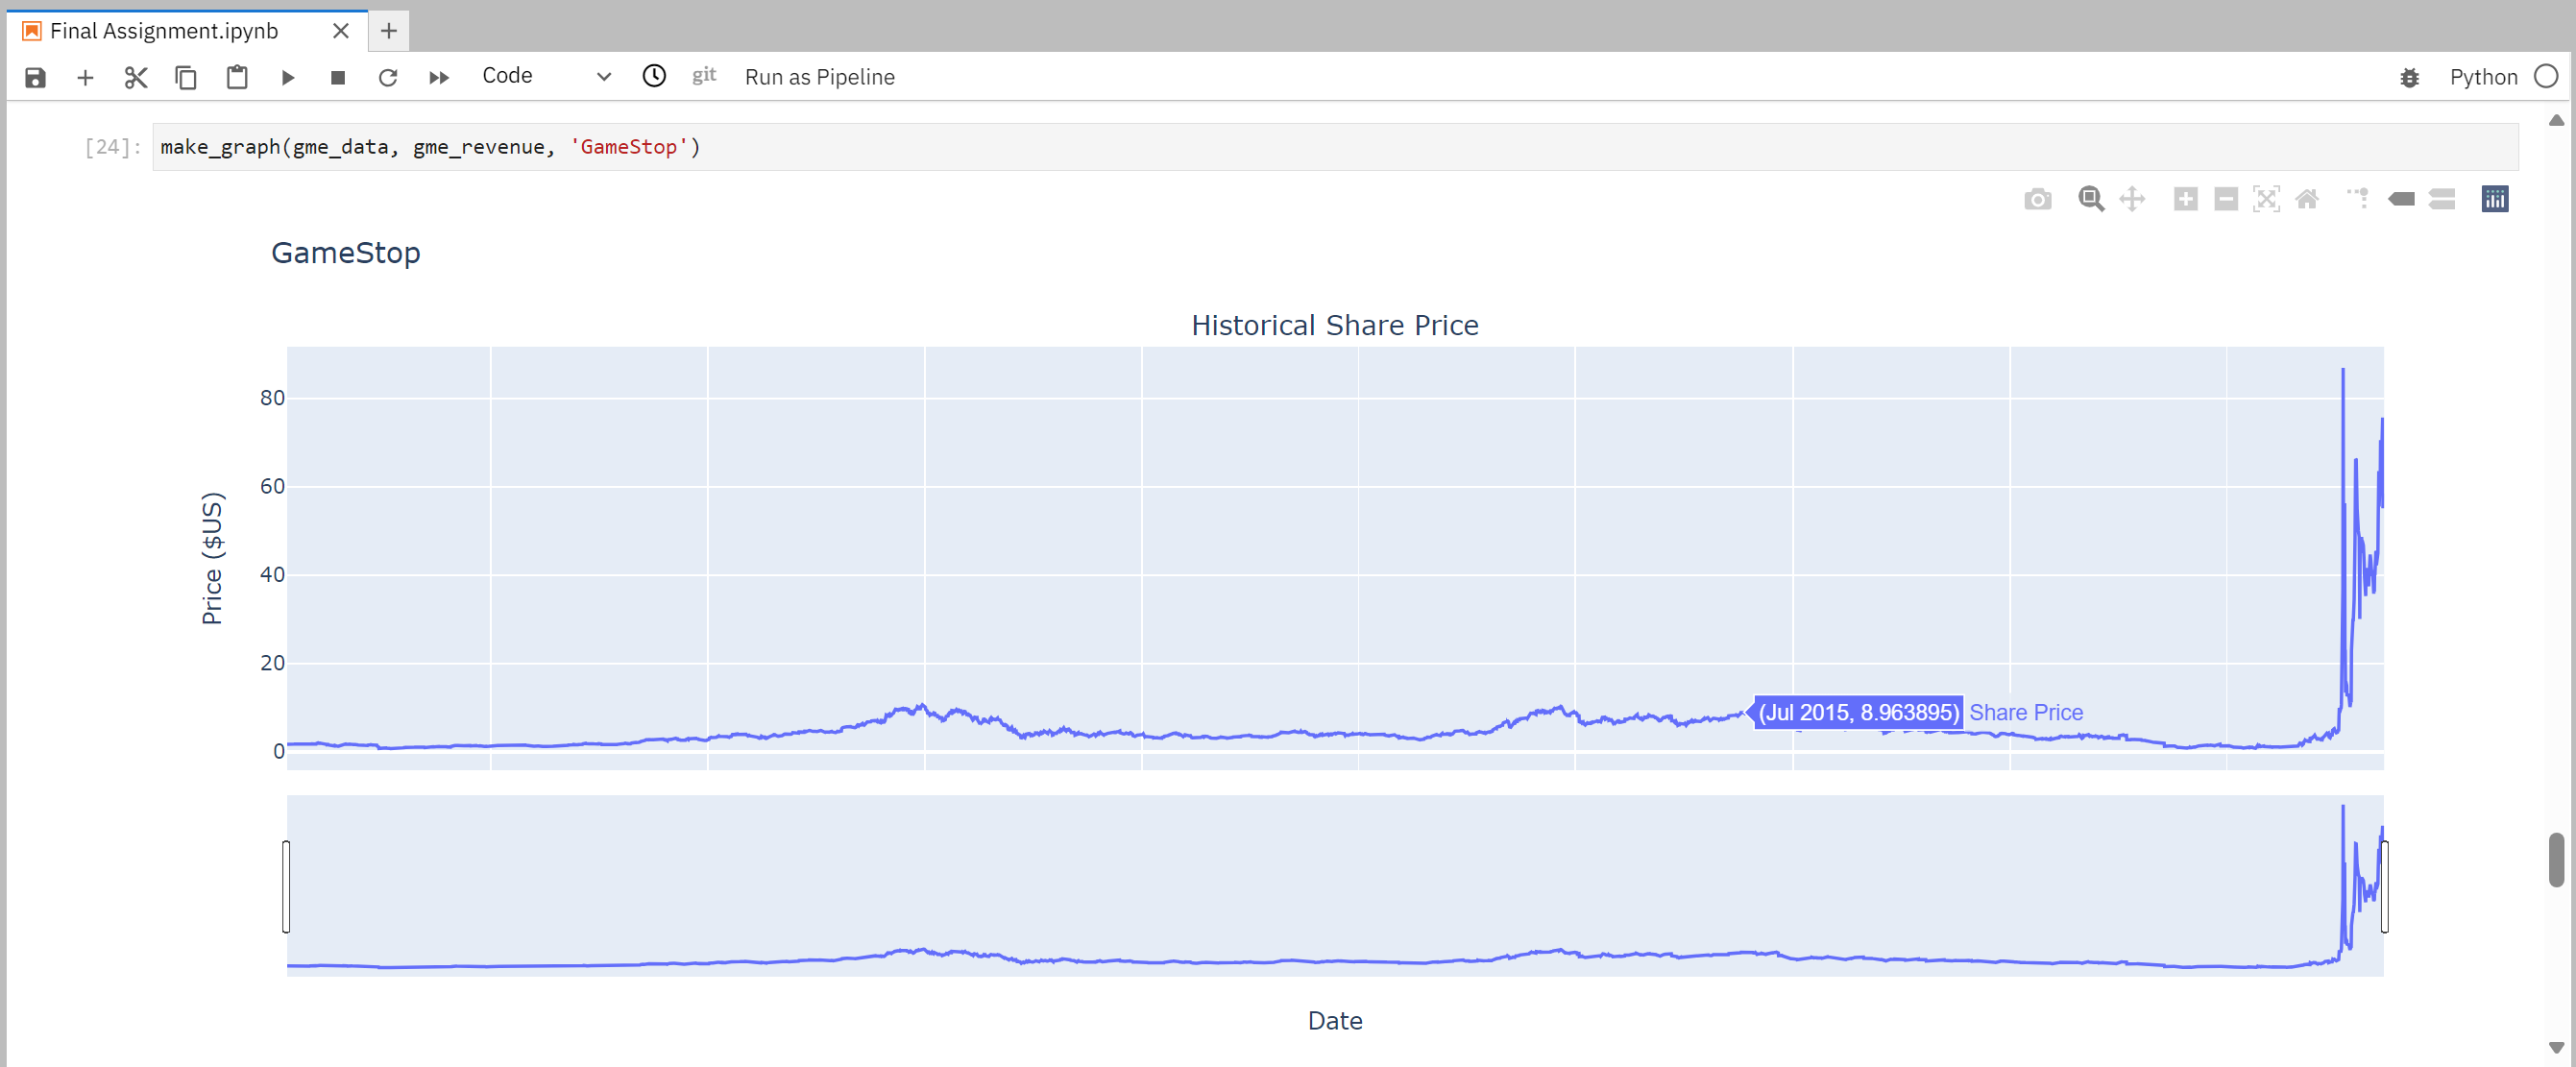 Final Assignment.ipynb
Code git Run as Pipeline Python
[24]: make_graph(gme_data, gme_revenue, 'GameStop')
GameStop
Historical Share Price
80
60
40
20
0
Price ($US)
(Jul 2015, 8.963895) Share Price
Date